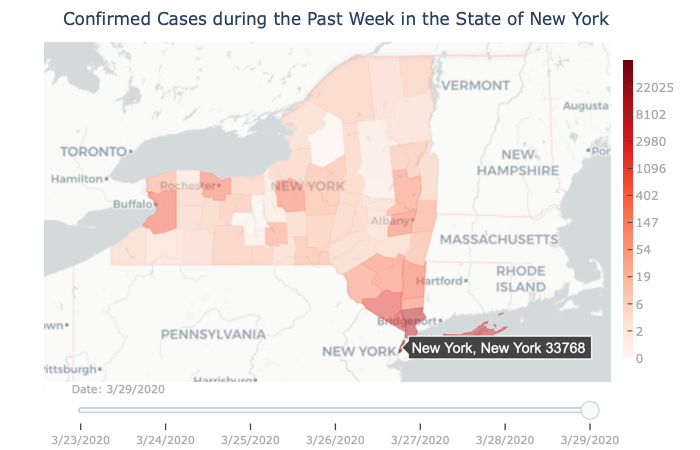 Confirmed Cases during the Past Week in the State of New York
VERMONT
Augusta
TORONTO
Por
NEW
HAMPSHIRE
Hamilton
Rochester
NEW YORK
Buffalo
Albany
MASSACHUSETTS
RHODE
ISLAND
Hartford
own
Bridgeport
PENNSYLVANIA
NEW YORK
New York, New York 33768
ittsburgh
Harrisburg
22025
8102
2980
1096
402
147
54
19
6
2
0
Date: 3/29/2020
3/23/2020 3/24/2020 3/25/2020 3/26/2020 3/27/2020 3/28/2020 3/29/2020